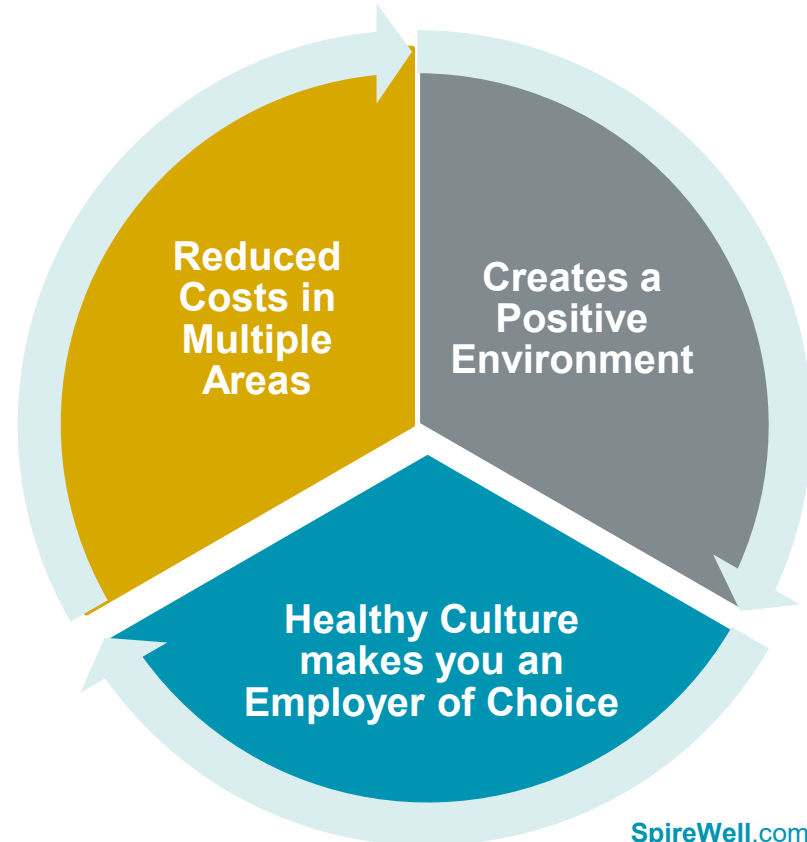 Reduced
Costs in
Multiple
Areas
Creates a
Positive
Environment
Healthy Culture
makes you an
Employer of Choice
SpireWell.com